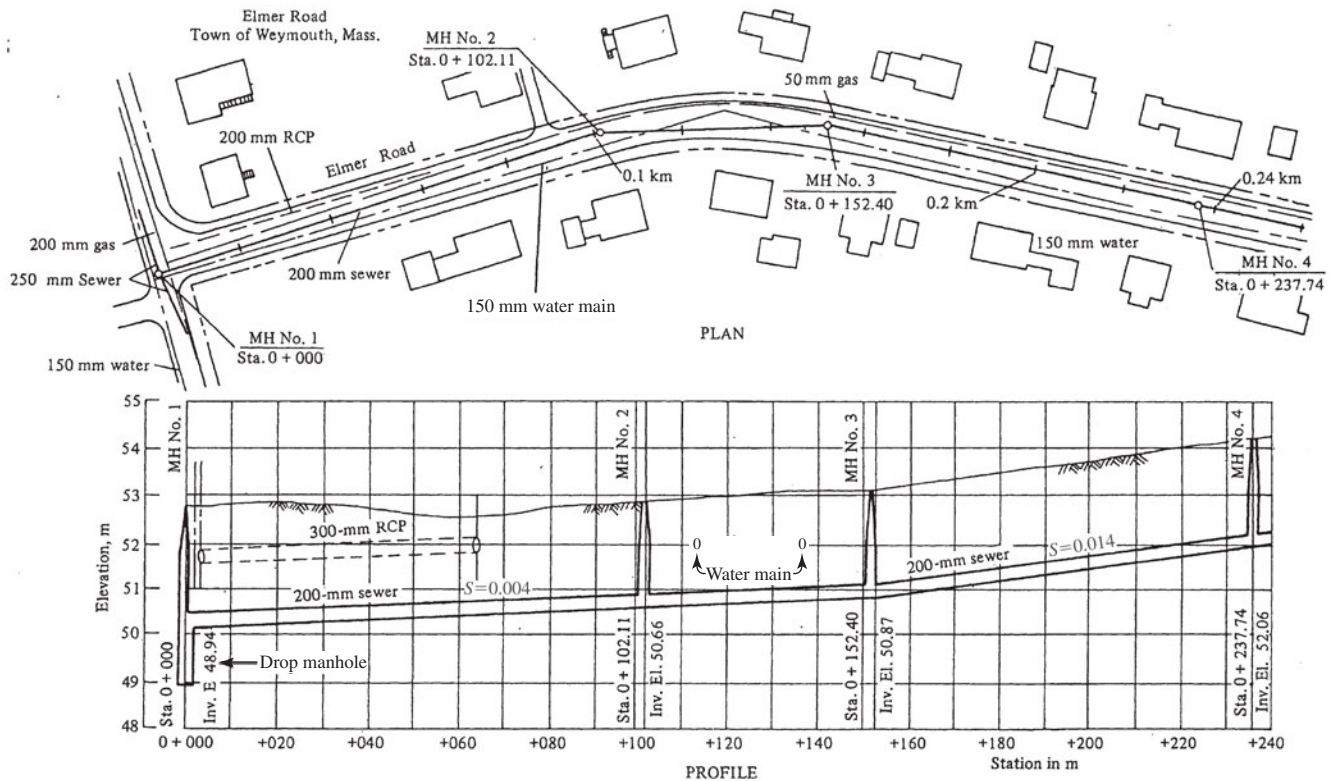 Elmer Road
Town of Weymouth, Mass.
MH No. 2
Sta. 0 + 102.11
50 mm gas
200 mm RCP
Elmer Road
0.1 km
MH No. 3
Sta. 0 + 152.40
0.2 km
0.24 km
200 mm gas
250 mm Sewer
200 mm sewer
150 mm water
MH No. 4
Sta. 0 + 237.74
150 mm water main
MH No. 1
Sta. 0 + 000
PLAN
150 mm water
Elevation, m
55
54
53
52
51
50
49
48
MH No. 1
MH No. 2
MH No. 3
MH No. 4
300-mm RCP
0
0
Water main
200-mm sewer
S=0.014
200-mm sewer
S=0.004
Drop manhole
Sta. 0 + 000
Inv. E 48.94
Sta. 0 + 102.11
Inv. El. 50.66
Sta. 0 + 152.40
Inv. El. 50.87
Sta. 0 + 237.74
Inv. El. 52.06
0 + 000
+020
+040
+060
+080
+100
+120
+140
+160
+180
+200
+220
+240
Station in m
PROFILE